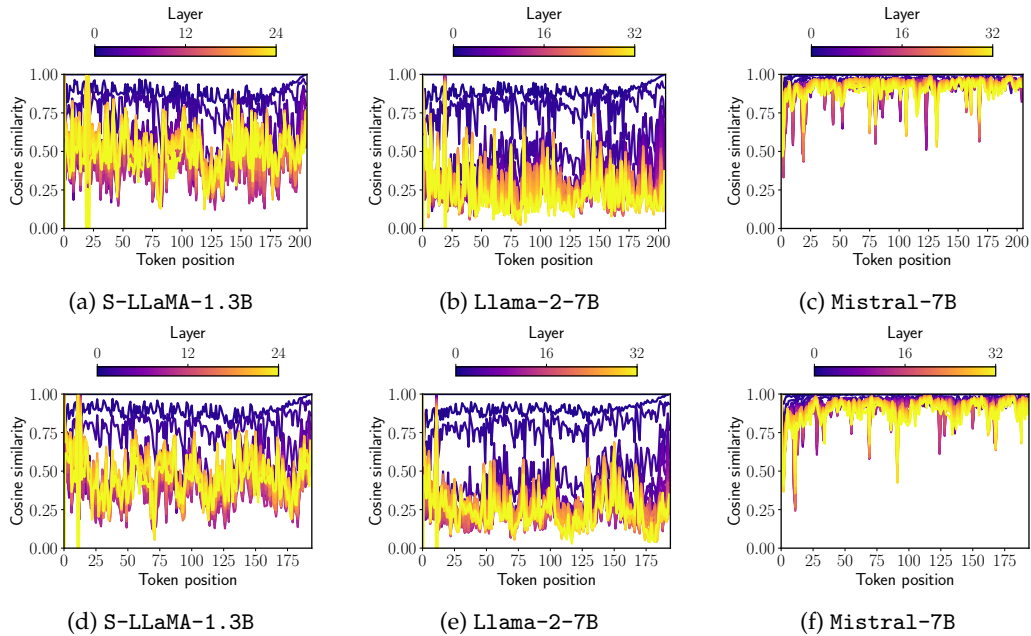 Layer Layer Layer
0 12 24 0 16 32 0 16 32
1.00 0.75 0.50 0.25 0.00 Cosine similarity 0 25 50 75 100 125 150 175 200 Token position
1.00 0.75 0.50 0.25 0.00 Cosine similarity 0 25 50 75 100 125 150 175 200 Token position
1.00 0.75 0.50 0.25 0.00 Cosine similarity 0 25 50 75 100 125 150 175 200 Token position
(a) S-LLaMA-1.3B (b) Llama-2-7B (c) Mistral-7B
Layer Layer Layer
0 12 24 0 16 32 0 16 32
1.00 0.75 0.50 0.25 0.00 Cosine similarity 0 25 50 75 100 125 150 175 Token position
1.00 0.75 0.50 0.25 0.00 Cosine similarity 0 25 50 75 100 125 150 175 Token position
1.00 0.75 0.50 0.25 0.00 Cosine similarity 0 25 50 75 100 125 150 175 Token position
(d) S-LLaMA-1.3B (e) Llama-2-7B (f) Mistral-7B